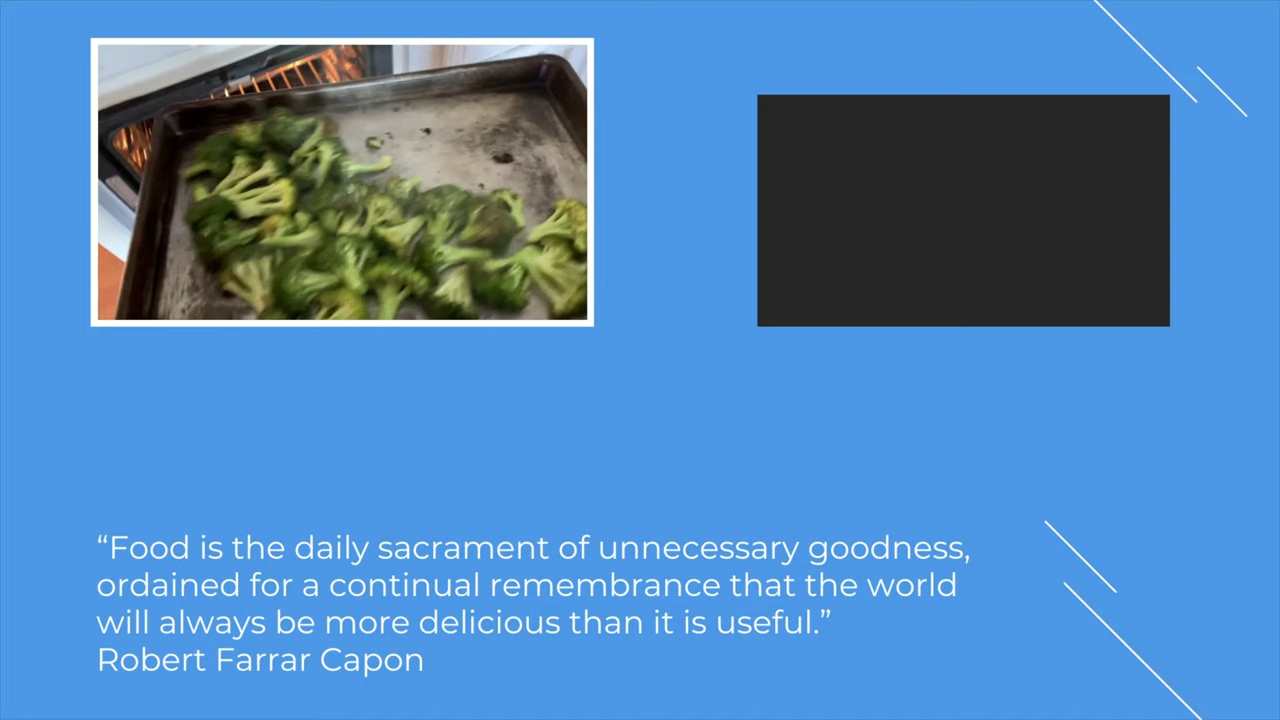 “Food is the daily sacrament of unnecessary goodness,
ordained for a continual remembrance that the world
will always be more delicious than it is useful.”
Robert Farrar Capon